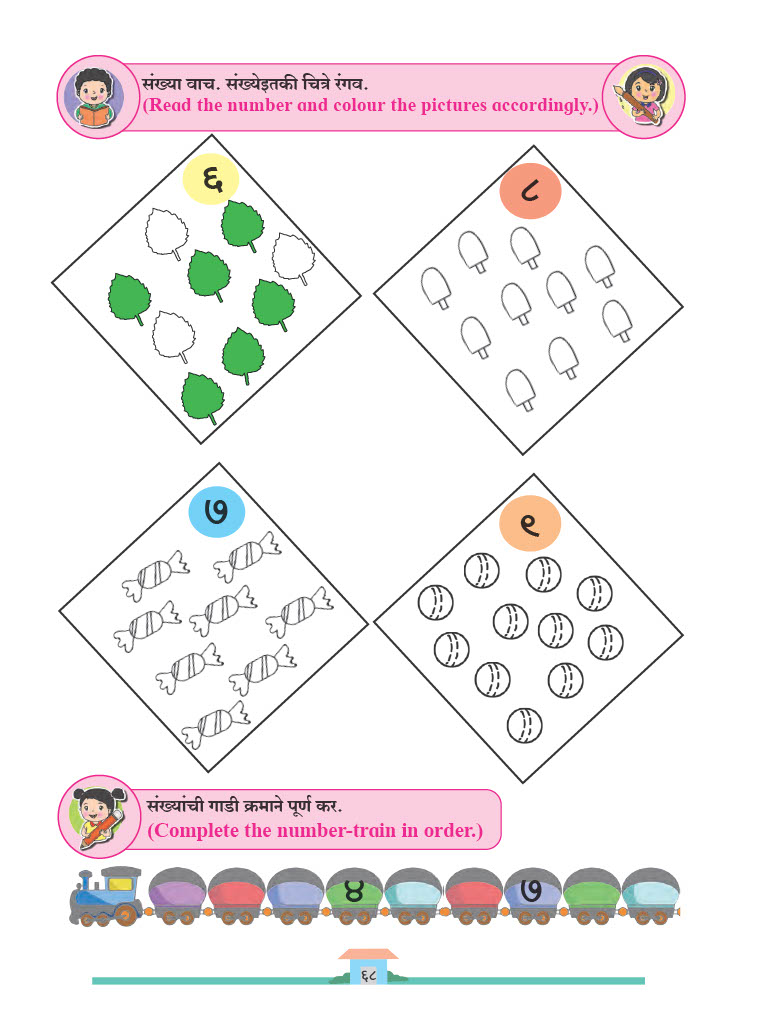 संख्या वाच. संख्येइतकी चित्रे रंगव.
(Read the number and colour the pictures accordingly.)
६
८
७
९
संख्यांची गाडी क्रमाने पूर्ण कर.
(Complete the number-train in order.)
४ ७
६८